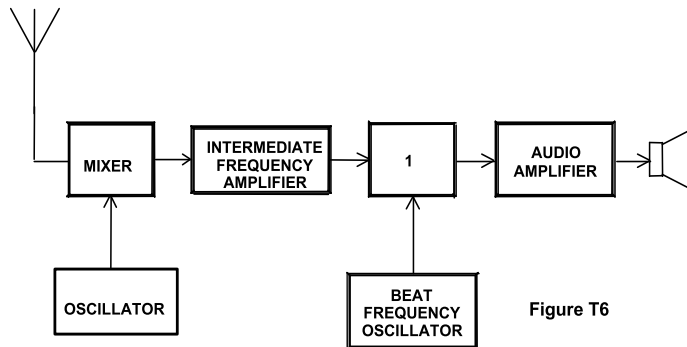 MIXER
INTERMEDIATE
FREQUENCY
AMPLIFIER
1
AUDIO
AMPLIFIER
OSCILLATOR
BEAT
FREQUENCY
OSCILLATOR
Figure T6